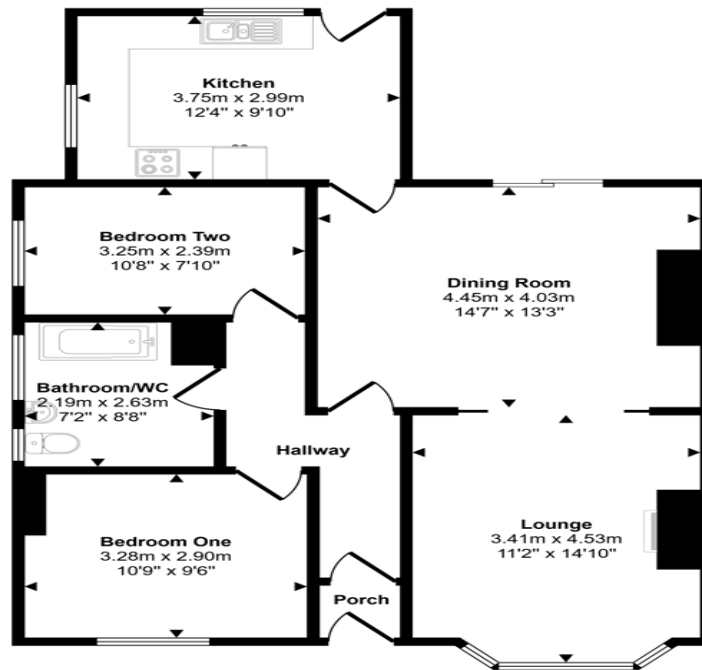 Kitchen
3.75m x 2.99m
12'4" x 9'10"
Bedroom Two
3.25m x 2.39m
10'8" x 7'10"
Dining Room
4.45m x 4.03m
14'7" x 13'3"
Bathroom/WC
2.19m x 2.63m
7'2" x 8'8"
Hallway
Bedroom One
3.28m x 2.90m
10'9" x 9'6"
Lounge
3.41m x 4.53m
11'2" x 14'10"
Porch